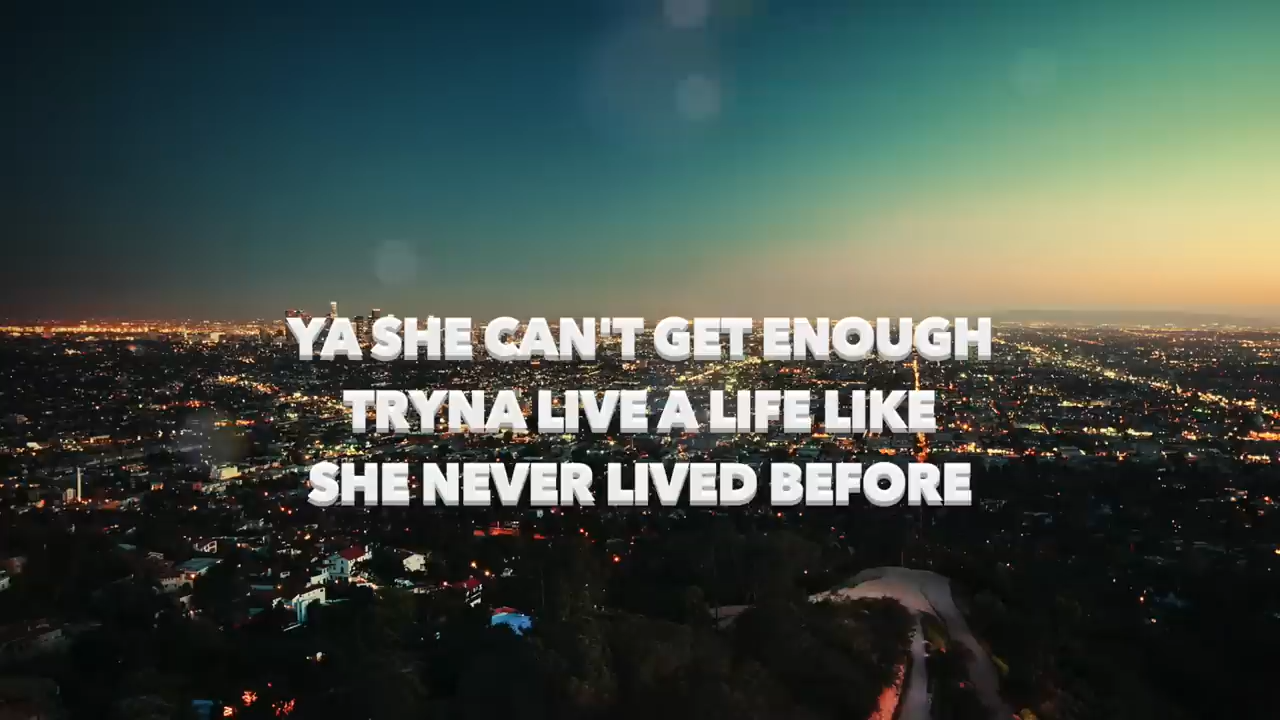 YA SHE CAN'T GET ENOUGH
TRYNA LIVE A LIFE LIKE
SHE NEVER LIVED BEFORE